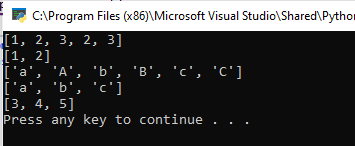 C:\Program Files (x86)\Microsoft Visual Studio\Shared\Pytho
[1, 2, 3, 2, 3]
[1, 2]
['a', 'A', 'b', 'B', 'c', 'C']
['a', 'b', 'c']
[3, 4, 5]
Press any key to continue . . .